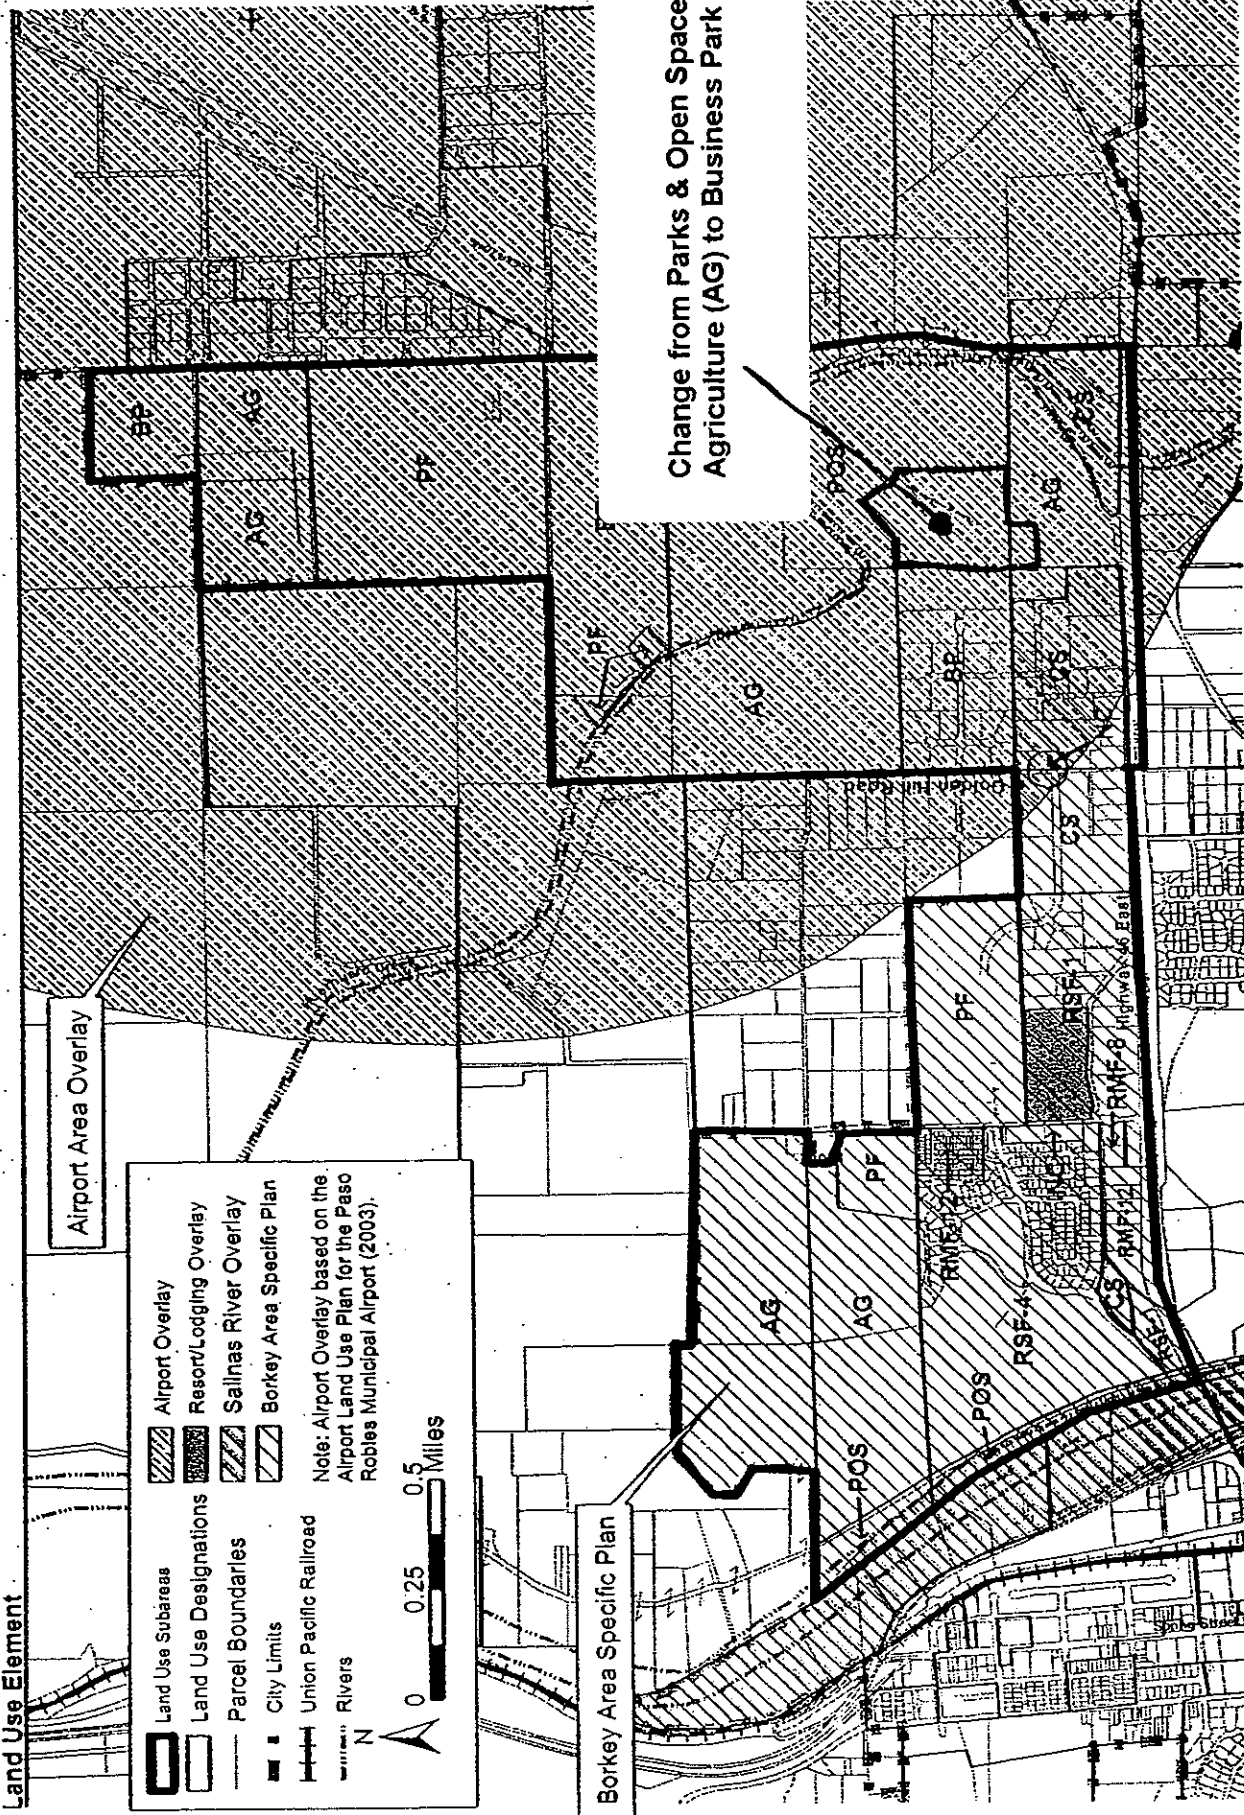 Land Use Element
Airport Area Overlay
Land Use Subareas
Land Use Designations
Parcel Boundaries
City Limits
Union Pacific Railroad
Rivers
Airport Overlay
Resort/Lodging Overlay
Salinas River Overlay
Borkey Area Specific Plan
Note: Airport Overlay based on the
Airport Land Use Plan for the Paso
Robles Municipal Airport (2003).
N
0 0.25 0.5
Miles
Borkey Area Specific Plan
Change from Parks & Open Space
Agriculture (AG) to Business Park
BP
AG
AG
PF
PF
POS
AG
BP
AG
CS
CS
Golden Hill Road
CS
PF
RSF-1
Highway 46 East
RMF-8
AG
AG
PF
RMF-12
RSF-4
RMF-12
CS
RSF-1
POS
POS